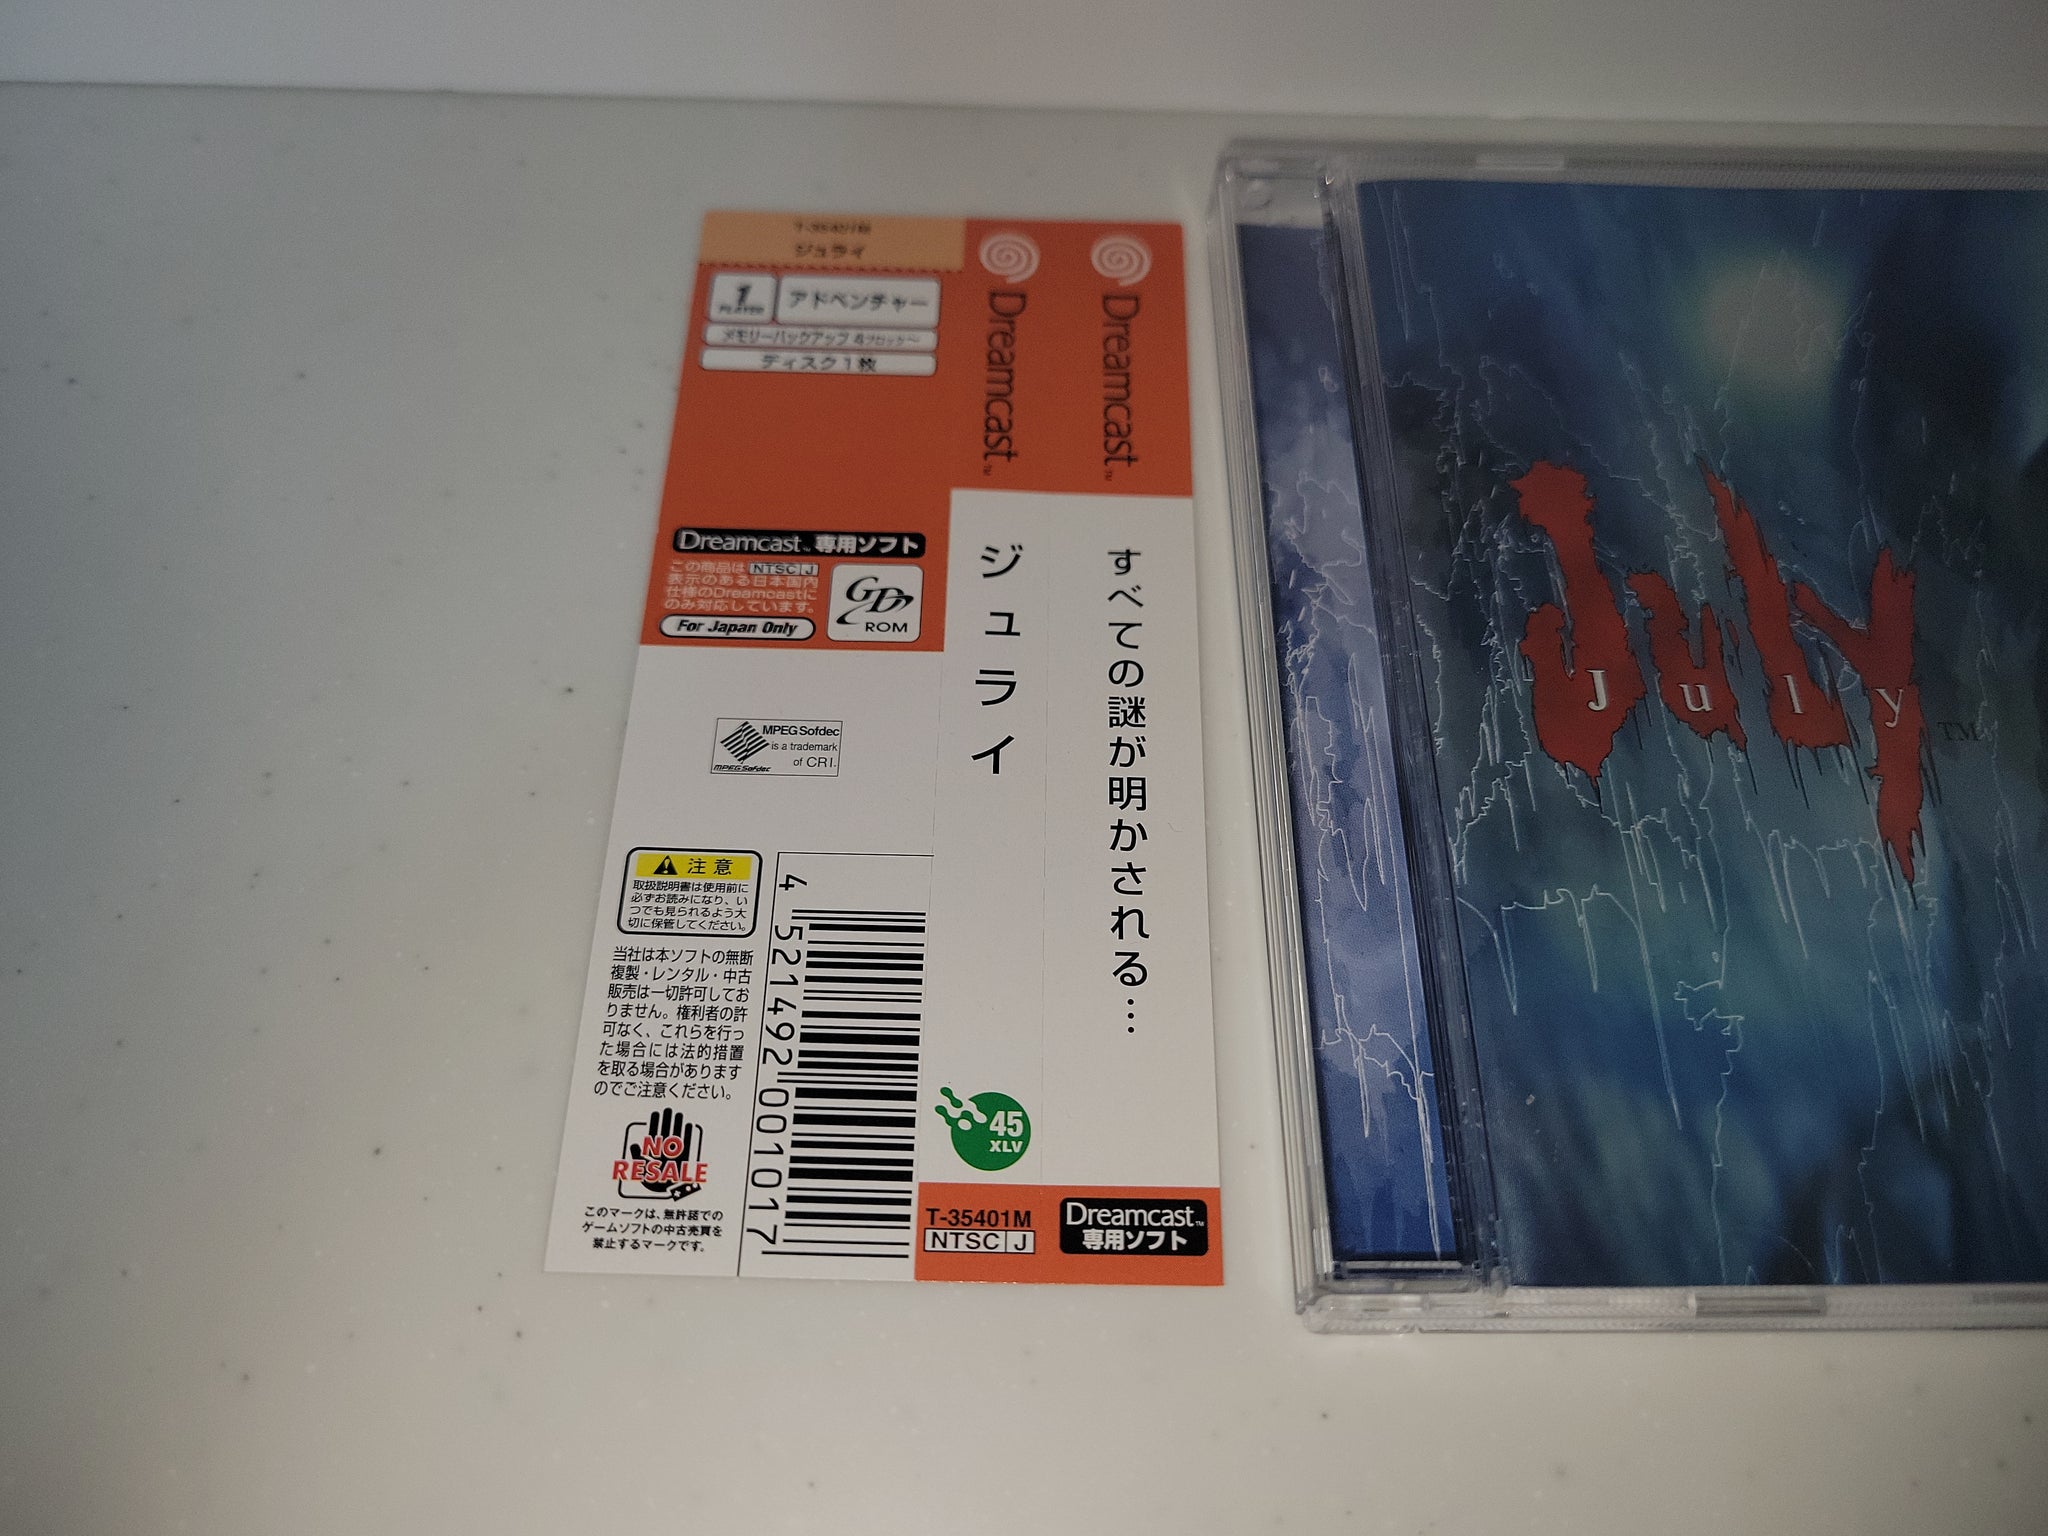 T-35401M
ジュライ
1
PLAYER
アドベンチャー
メモリーバックアップ 4ブロック〜
ディスク1枚
Dreamcast™ 専用ソフト
この商品は NTSC J
表示のある日本国内
仕様のDreamcastに
のみ対応しています。
For Japan Only
GD
ROM
MPEG Sofdec
is a trademark
of CRI.
MPEG Sofdec
注意
取扱説明書は使用前に
必ずお読みになり、い
つでも見られるよう大
切に保管してください。
当社は本ソフトの無断
複製・レンタル・中古
販売は一切許可してお
りません。権利者の許
可なく、これらを行っ
た場合には法的措置
を取る場合があります
のでご注意ください。
NO
RESALE
このマークは、無許諾での
ゲームソフトの中古売買を
禁止するマークです。
4 521492 001017
Dreamcast™
ジュライ
45
XLV
T-35401M
NTSC J
Dreamcast™
すべての謎が明かされる…
Dreamcast™
専用ソフト
July
July™